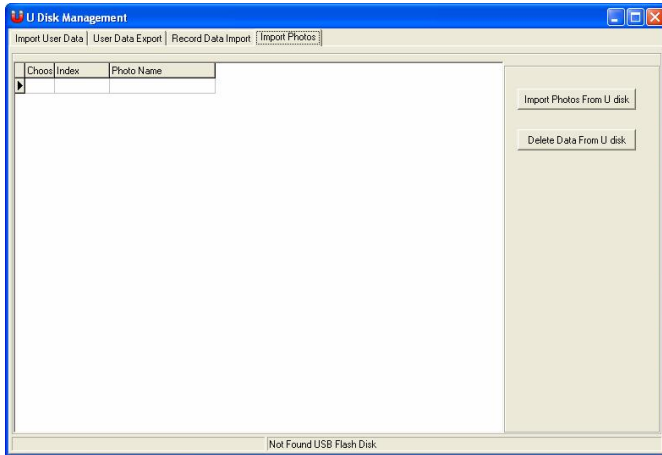 U Disk Management
Import User Data User Data Export Record Data Import Import Photos
Choos Index Photo Name
Import Photos From U disk
Delete Data From U disk
Not Found USB Flash Disk